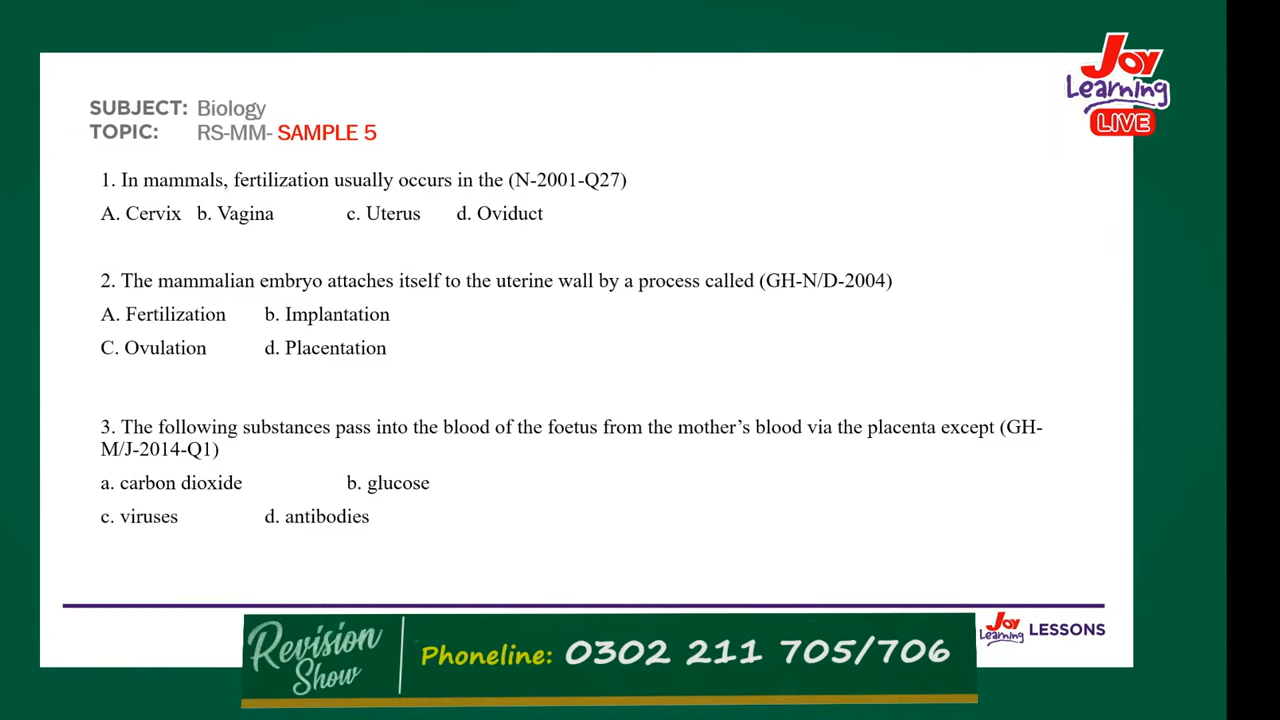 Joy
Learning
LIVE
SUBJECT: Biology
TOPIC: RS-MM- SAMPLE 5
1. In mammals, fertilization usually occurs in the (N-2001-Q27)
A. Cervix b. Vagina c. Uterus d. Oviduct
2. The mammalian embryo attaches itself to the uterine wall by a process called (GH-N/D-2004)
A. Fertilization b. Implantation
C. Ovulation d. Placentation
3. The following substances pass into the blood of the foetus from the mother’s blood via the placenta except (GH-
M/J-2014-Q1)
a. carbon dioxide b. glucose
c. viruses d. antibodies
Joy
Learning LESSONS
Revision
Show
Phoneline: 0302 211 705/706